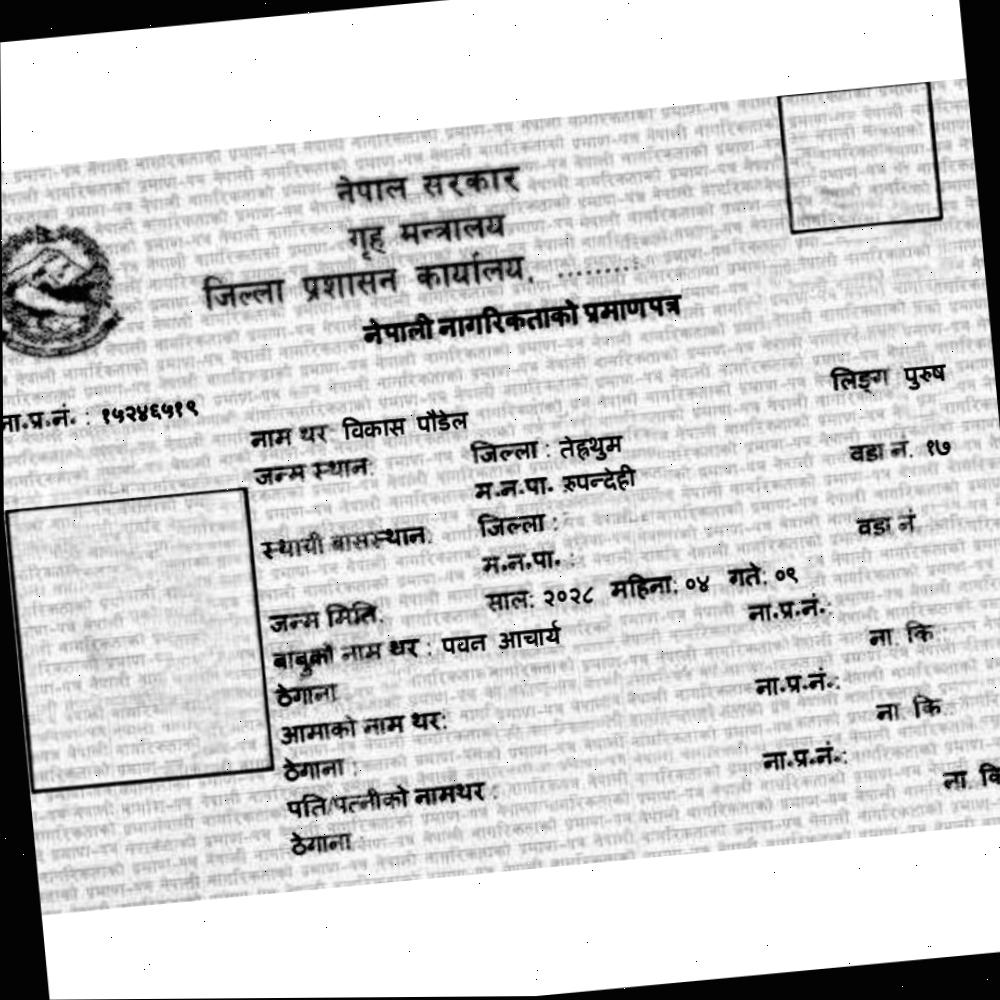 नेपाल सरकार
गृह मन्त्रालय
जिल्ला प्रशासन कार्यालय, .........
नेपाली नागरिकताको प्रमाणपत्र
लिङ्ग पुरुष
ना.प्र.नं. : १५२४६५१९
नाम थर विकास पौडेल
जन्म स्थान: जिल्ला : तेह्रथुम वडा नं. १७
म.न.पा. रुपन्देही
स्थायी बासस्थान: जिल्ला : वडा नं
म.न.पा. :
जन्म मिति: साल: २०२८ महिना: ०४ गते: ०९
बाबुको नाम थर : पवन आचार्य ना.प्र.नं.:
ठेगाना ना. कि.:
आमाको नाम थर: ना.प्र.नं.:
ठेगाना : ना. कि.
पति/पत्नीको नामथर : ना.प्र.नं.:
ठेगाना ना. कि